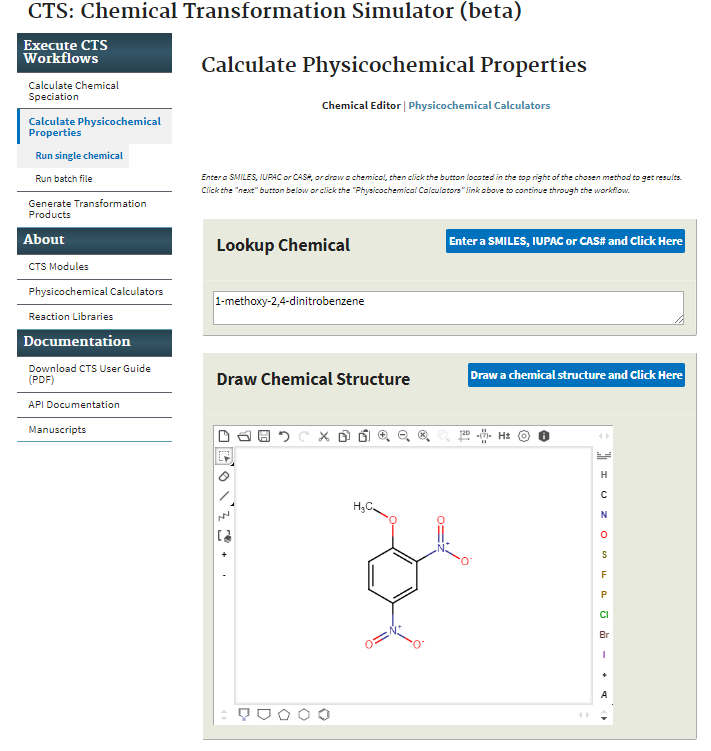 CTS: Chemical Transformation Simulator (beta)
Execute CTS
Workflows
Calculate Chemical
Speciation
Calculate Physicochemical
Properties
Run single chemical
Run batch file
Generate Transformation
Products
About
CTS Modules
Physicochemical Calculators
Reaction Libraries
Documentation
Download CTS User Guide
(PDF)
API Documentation
Manuscripts
Calculate Physicochemical Properties
Chemical Editor | Physicochemical Calculators
Enter a SMILES, IUPAC or CAS#, or draw a chemical, then click the button located in the top right of the chosen method to get results.
Click the "next" button below or click the "Physicochemical Calculators" link above to continue through the workflow.
Lookup Chemical
Enter a SMILES, IUPAC or CAS# and Click Here
1-methoxy-2,4-dinitrobenzene
Draw Chemical Structure
Draw a chemical structure and Click Here
2D
H±
H₃C
O
O
N⁺
O⁻
N⁺
O
O⁻
H
C
N
O
S
F
P
Cl
Br
I
*
A